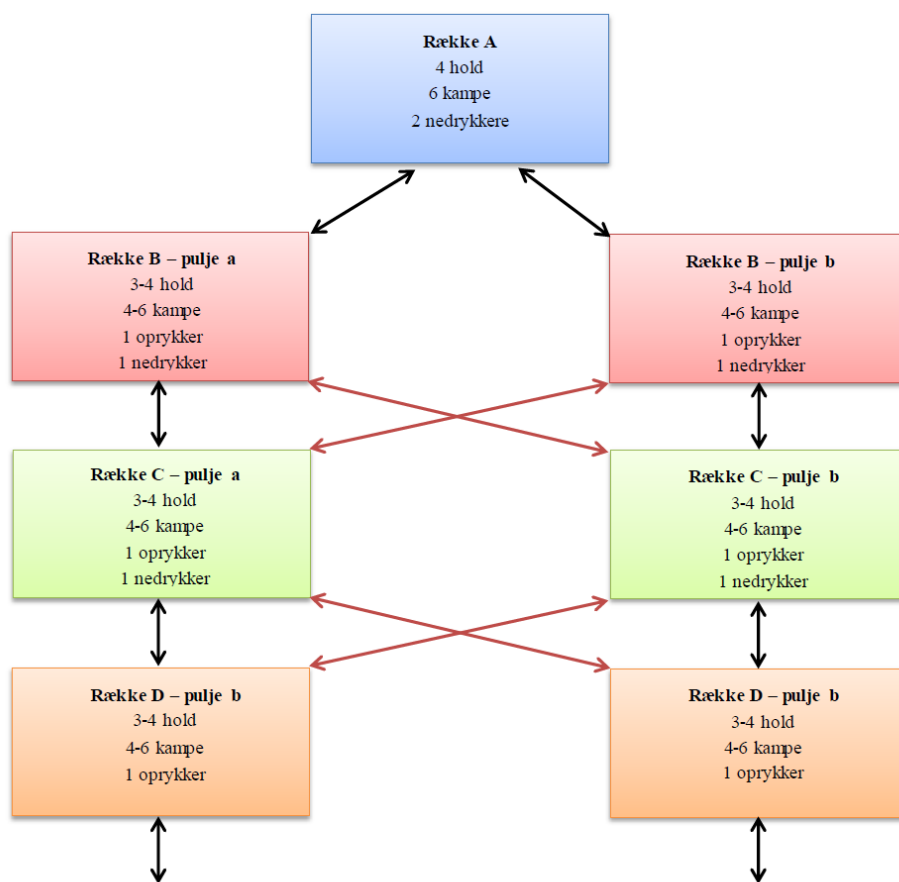 Række A
4 hold
6 kampe
2 nedrykkere
Række B – pulje a
3-4 hold
4-6 kampe
1 oprykker
1 nedrykker
Række B – pulje b
3-4 hold
4-6 kampe
1 oprykker
1 nedrykker
Række C – pulje a
3-4 hold
4-6 kampe
1 oprykker
1 nedrykker
Række C – pulje b
3-4 hold
4-6 kampe
1 oprykker
1 nedrykker
Række D – pulje b
3-4 hold
4-6 kampe
1 oprykker
Række D – pulje b
3-4 hold
4-6 kampe
1 oprykker